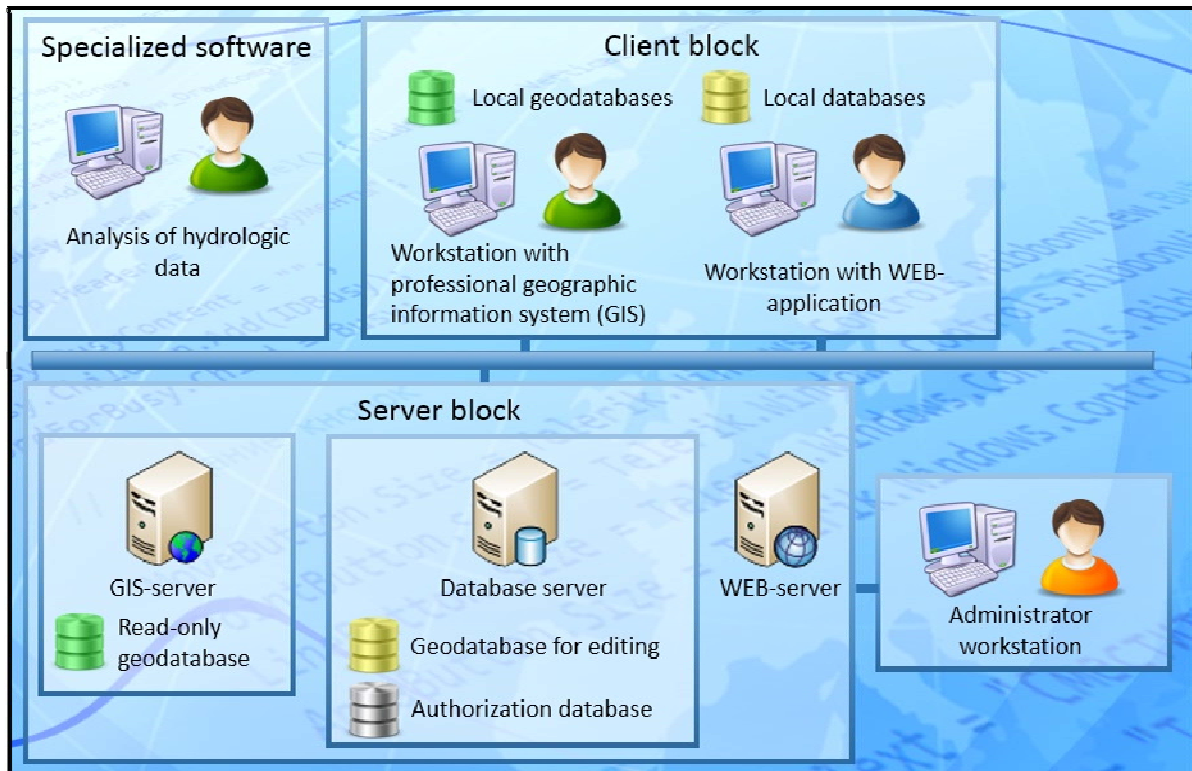 Specialized software
Analysis of hydrologic
data
Client block
Local geodatabases
Local databases
Workstation with
professional geographic
information system (GIS)
Workstation with WEB-
application
Server block
GIS-server
Read-only
geodatabase
Database server
Geodatabase for editing
Authorization database
WEB-server
Administrator
workstation